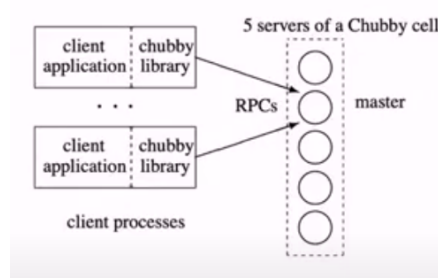 5 servers of a Chubby cell
client application
chubby library
. . .
RPCs
master
client application
chubby library
client processes